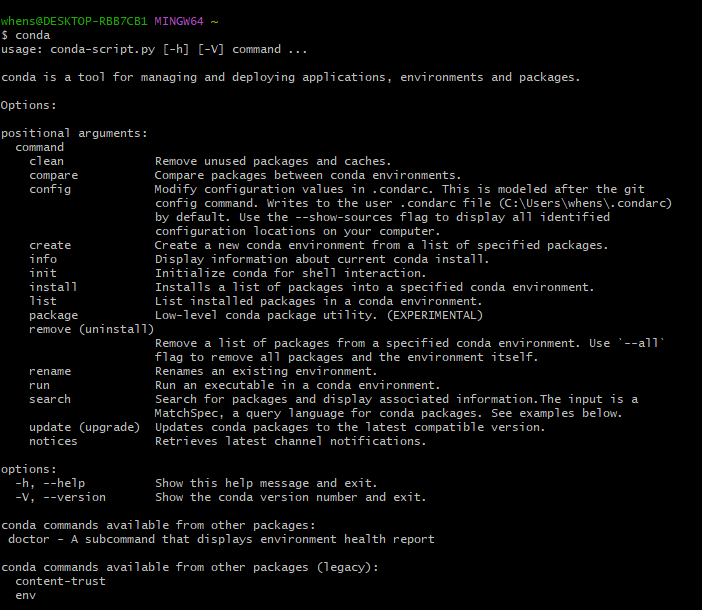 whens@DESKTOP-RBB7CB1 MINGW64 ~
$ conda
usage: conda-script.py [-h] [-V] command ...

conda is a tool for managing and deploying applications, environments and packages.

Options:

positional arguments:
  command
    clean             Remove unused packages and caches.
    compare           Compare packages between conda environments.
    config            Modify configuration values in .condarc. This is modeled after the git
                      config command. Writes to the user .condarc file (C:\Users\whens\.condarc)
                      by default. Use the --show-sources flag to display all identified
                      configuration locations on your computer.
    create            Create a new conda environment from a list of specified packages.
    info              Display information about current conda install.
    init              Initialize conda for shell interaction.
    install           Installs a list of packages into a specified conda environment.
    list              List installed packages in a conda environment.
    package           Low-level conda package utility. (EXPERIMENTAL)
    remove (uninstall)
                      Remove a list of packages from a specified conda environment. Use `--all`
                      flag to remove all packages and the environment itself.
    rename            Renames an existing environment.
    run               Run an executable in a conda environment.
    search            Search for packages and display associated information.The input is a
                      MatchSpec, a query language for conda packages. See examples below.
    update (upgrade)  Updates conda packages to the latest compatible version.
    notices           Retrieves latest channel notifications.

options:
  -h, --help          Show this help message and exit.
  -V, --version       Show the conda version number and exit.

conda commands available from other packages:
 doctor - A subcommand that displays environment health report

conda commands available from other packages (legacy):
  content-trust
  env